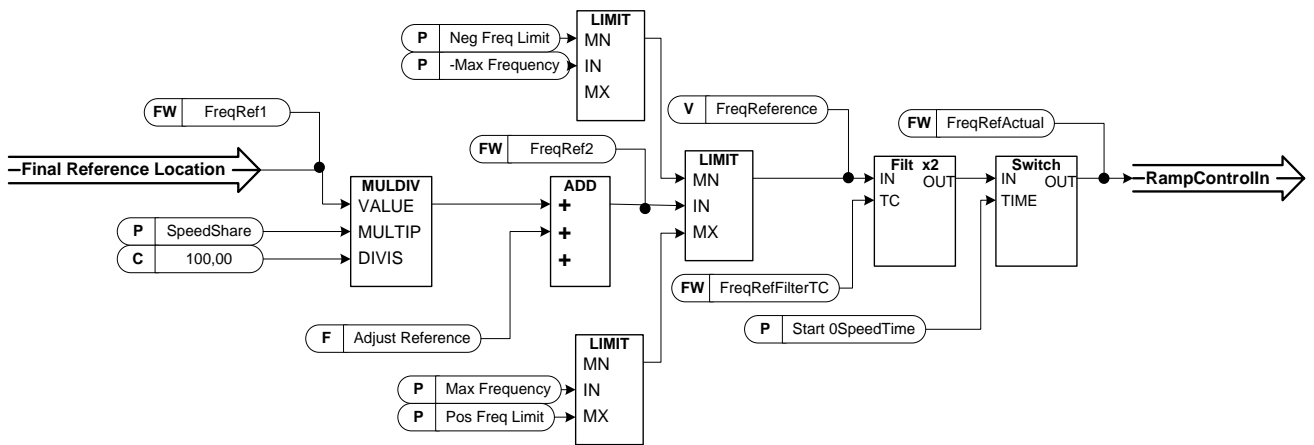 LIMIT
P Neg Freq Limit
MN
P -Max Frequency
IN
MX
FW FreqRef1
V FreqReference
FW FreqRefActual
Final Reference Location
FW FreqRef2
LIMIT
MN
IN
MX
Filt x2
IN
OUT
TC
Switch
IN
OUT
TIME
RampControlIn
MULDIV
VALUE
MULTIP
DIVIS
ADD
+
+
+
P SpeedShare
C 100,00
FW FreqRefFilterTC
F Adjust Reference
P Start 0SpeedTime
LIMIT
MN
IN
MX
P Max Frequency
P Pos Freq Limit